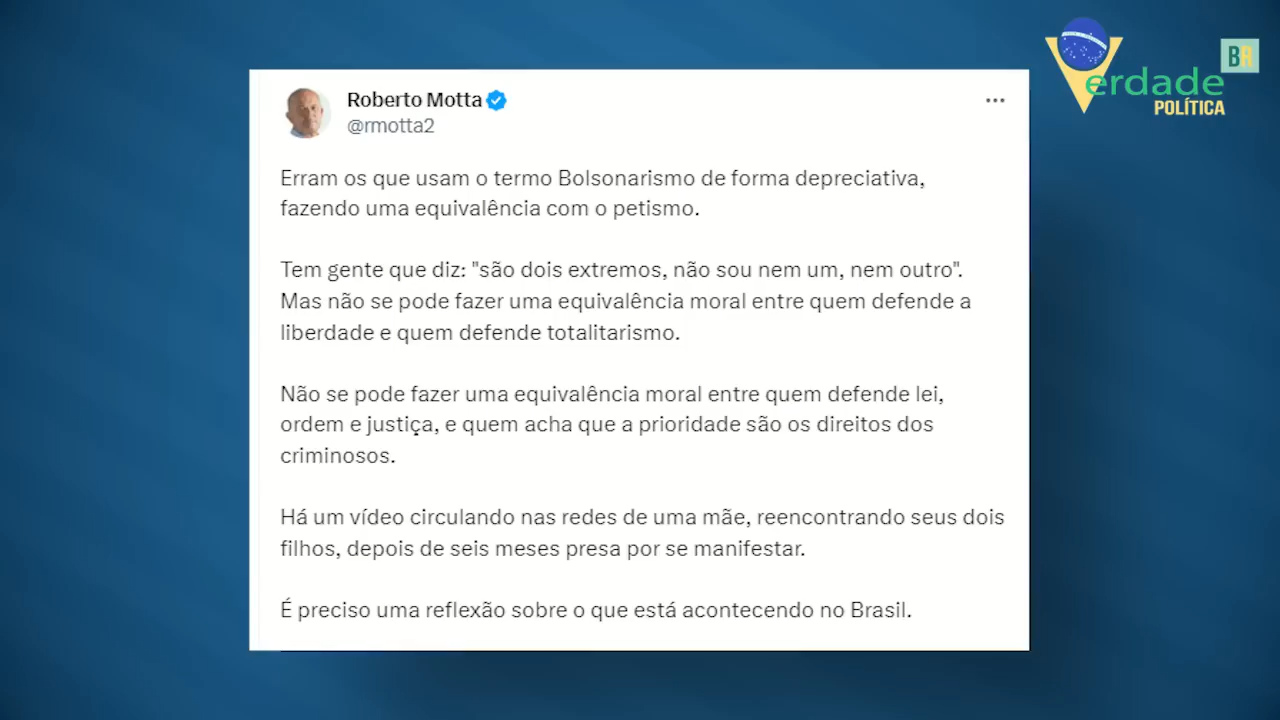 Verdade
POLÍTICA
BR
Roberto Motta
@rmotta2
Erram os que usam o termo Bolsonarismo de forma depreciativa,
fazendo uma equivalência com o petismo.
Tem gente que diz: "são dois extremos, não sou nem um, nem outro".
Mas não se pode fazer uma equivalência moral entre quem defende a
liberdade e quem defende totalitarismo.
Não se pode fazer uma equivalência moral entre quem defende lei,
ordem e justiça, e quem acha que a prioridade são os direitos dos
criminosos.
Há um vídeo circulando nas redes de uma mãe, reencontrando seus dois
filhos, depois de seis meses presa por se manifestar.
É preciso uma reflexão sobre o que está acontecendo no Brasil.